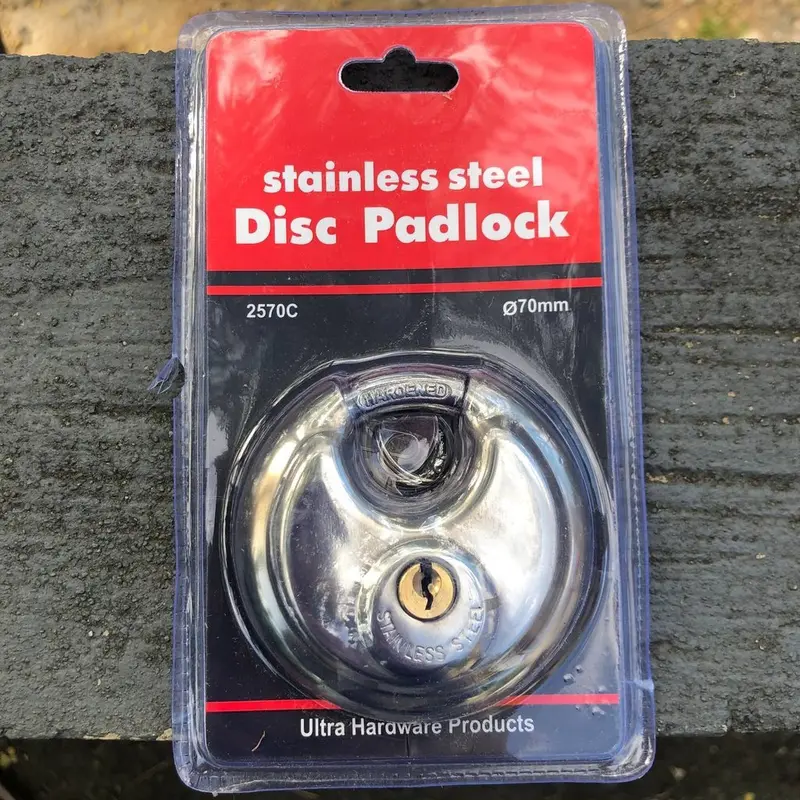 stainless steel
Disc Padlock
2570C Ø70mm
HARDENED
STAINLESS STEEL
Ultra Hardware Products